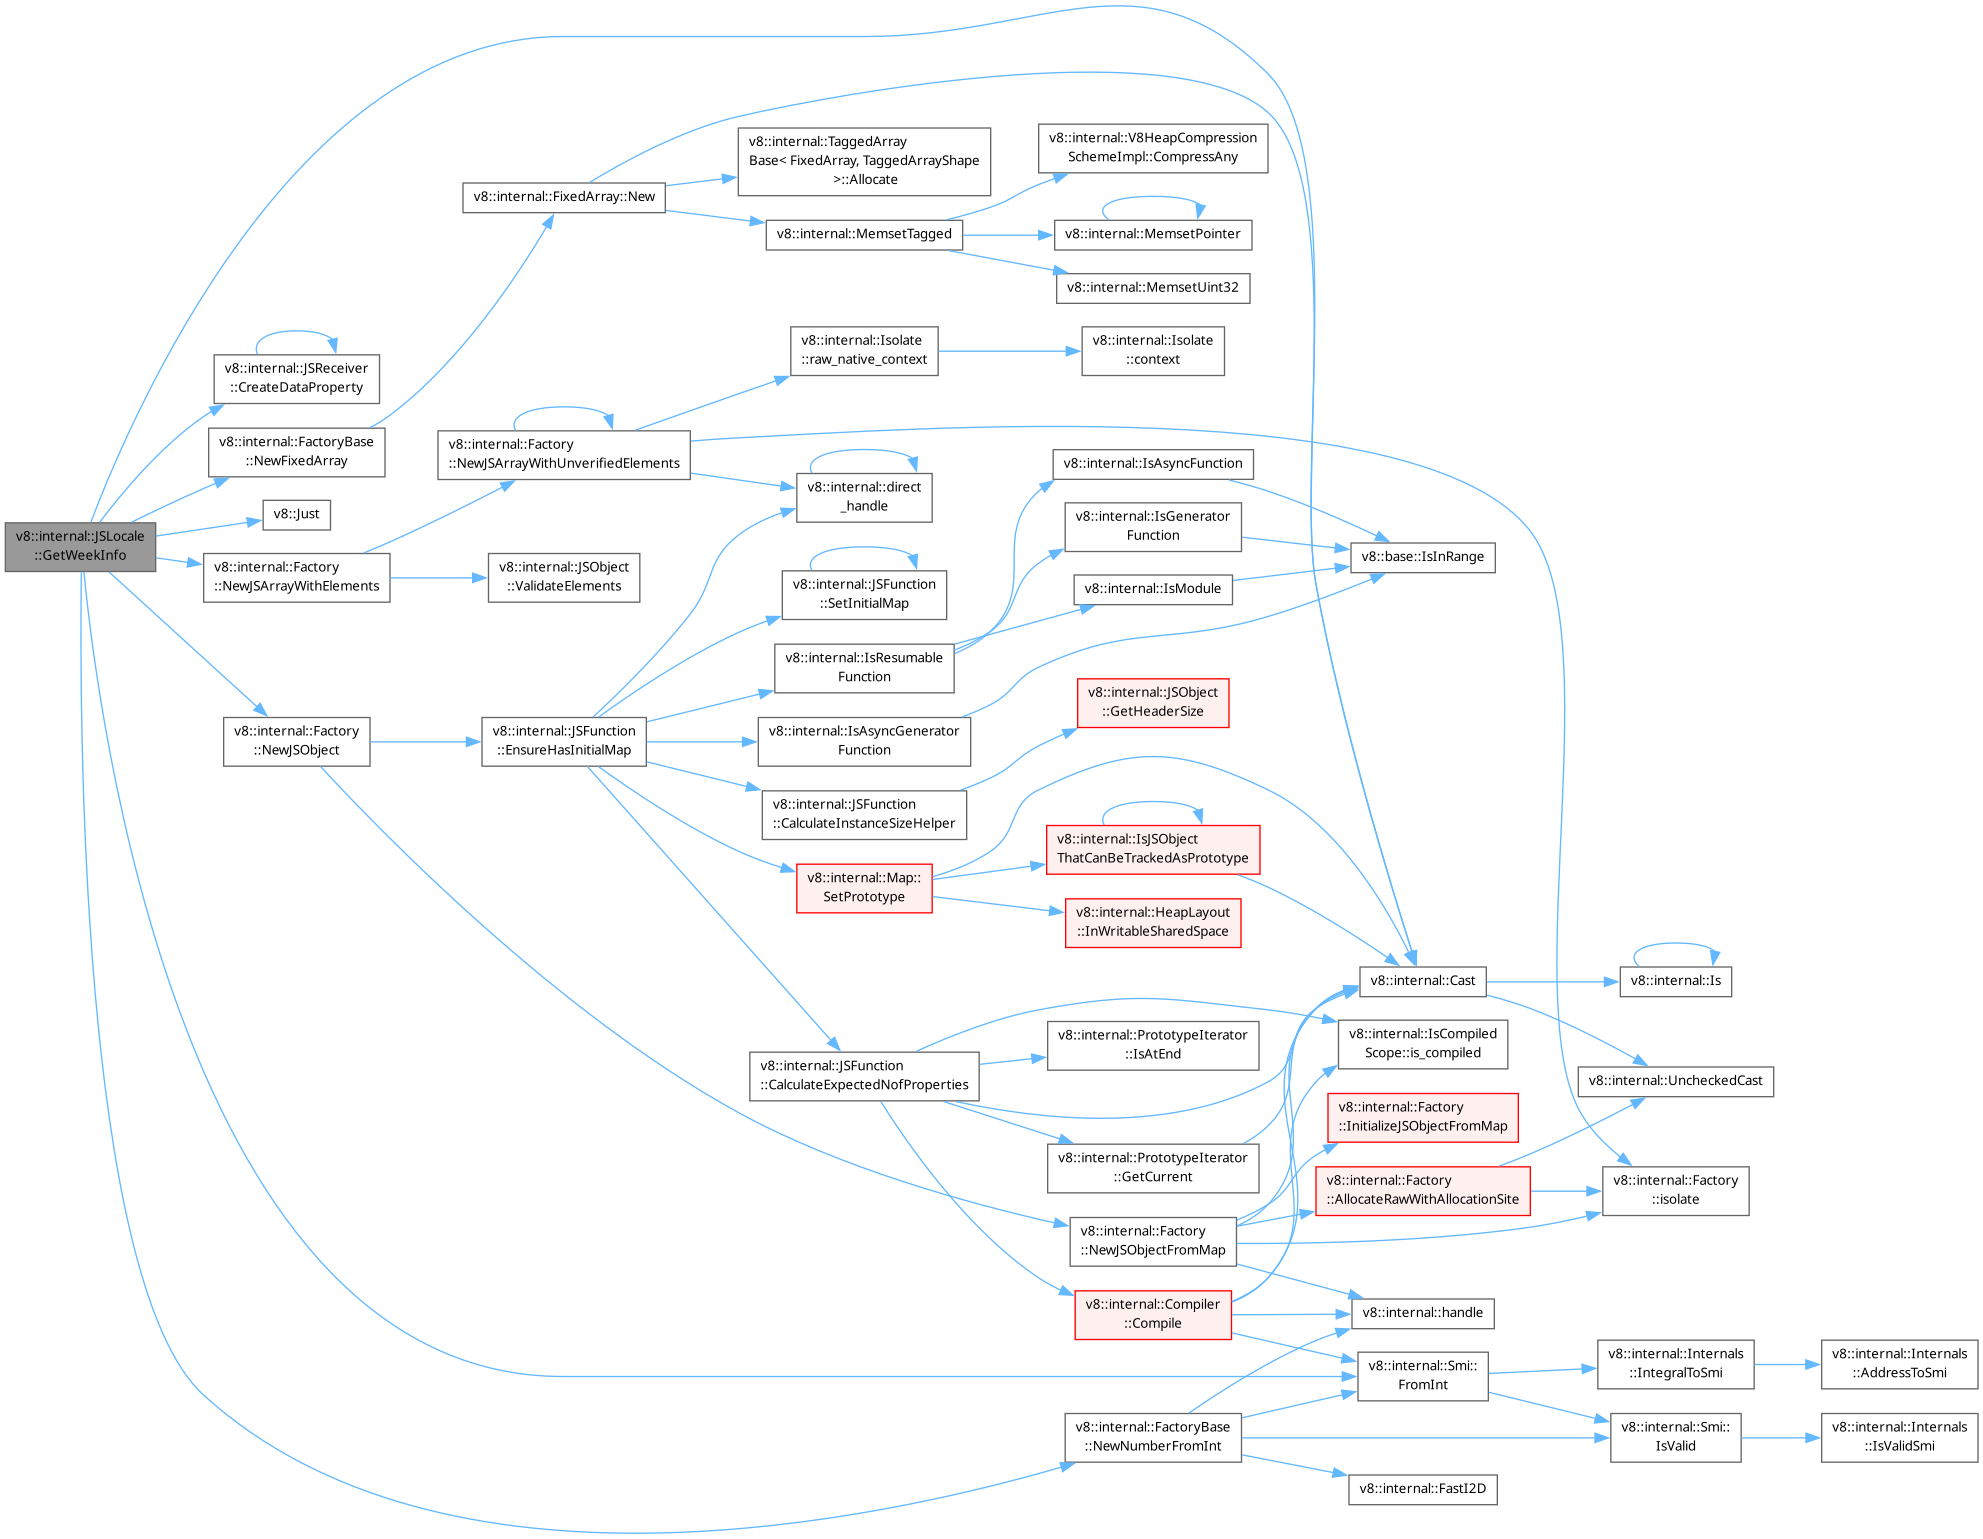 v8::internal::JSLocale
::GetWeekInfo
v8::internal::JSReceiver
::CreateDataProperty
v8::internal::FactoryBase
::NewFixedArray
v8::Just
v8::internal::Factory
::NewJSArrayWithElements
v8::internal::Factory
::NewJSObject
v8::internal::FixedArray::New
v8::internal::Factory
::NewJSArrayWithUnverifiedElements
v8::internal::JSObject
::ValidateElements
v8::internal::JSFunction
::EnsureHasInitialMap
v8::internal::TaggedArray
Base< FixedArray, TaggedArrayShape
>::Allocate
v8::internal::MemsetTagged
v8::internal::Isolate
::raw_native_context
v8::internal::direct
_handle
v8::internal::JSFunction
::SetInitialMap
v8::internal::IsResumable
Function
v8::internal::IsAsyncGenerator
Function
v8::internal::JSFunction
::CalculateInstanceSizeHelper
v8::internal::Map::
SetPrototype
v8::internal::JSFunction
::CalculateExpectedNofProperties
v8::internal::V8HeapCompression
SchemeImpl::CompressAny
v8::internal::MemsetPointer
v8::internal::MemsetUint32
v8::internal::Isolate
::context
v8::internal::IsAsyncFunction
v8::internal::IsGenerator
Function
v8::internal::IsModule
v8::internal::JSObject
::GetHeaderSize
v8::internal::IsJSObject
ThatCanBeTrackedAsPrototype
v8::internal::HeapLayout
::InWritableSharedSpace
v8::internal::PrototypeIterator
::IsAtEnd
v8::internal::PrototypeIterator
::GetCurrent
v8::internal::Factory
::NewJSObjectFromMap
v8::internal::Compiler
::Compile
v8::internal::FactoryBase
::NewNumberFromInt
v8::base::IsInRange
v8::internal::Cast
v8::internal::IsCompiled
Scope::is_compiled
v8::internal::Factory
::InitializeJSObjectFromMap
v8::internal::Factory
::AllocateRawWithAllocationSite
v8::internal::handle
v8::internal::Smi::
FromInt
v8::internal::FastI2D
v8::internal::Is
v8::internal::UncheckedCast
v8::internal::Factory
::isolate
v8::internal::Internals
::IntegralToSmi
v8::internal::Smi::
IsValid
v8::internal::Internals
::AddressToSmi
v8::internal::Internals
::IsValidSmi